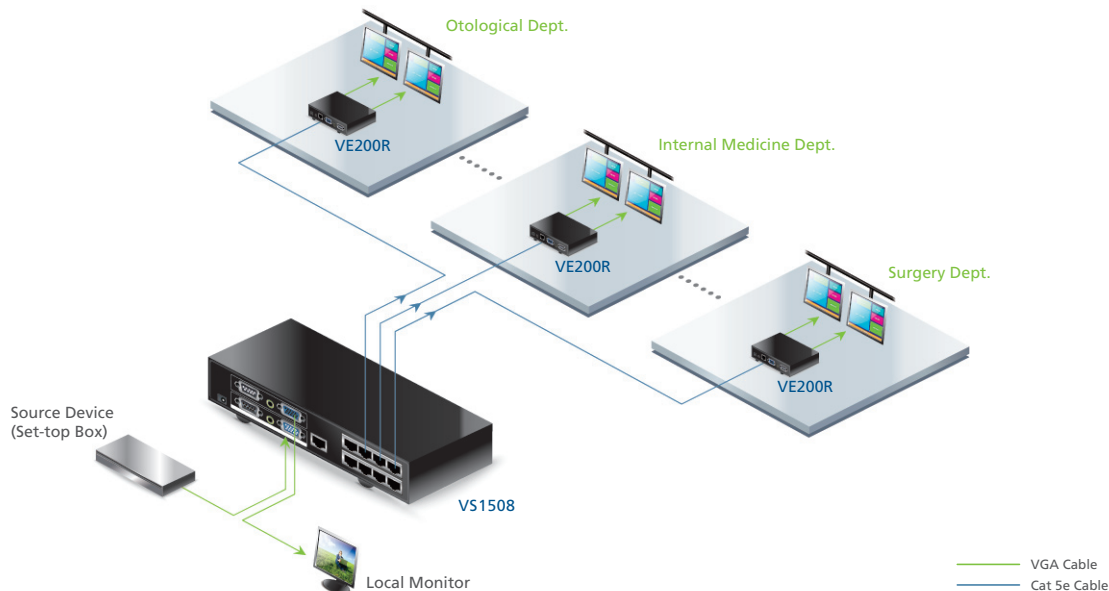 Otological Dept.
VE200R
Internal Medicine Dept.
VE200R
Surgery Dept.
VE200R
Source Device
(Set-top Box)
VS1508
Local Monitor
VGA Cable
Cat 5e Cable